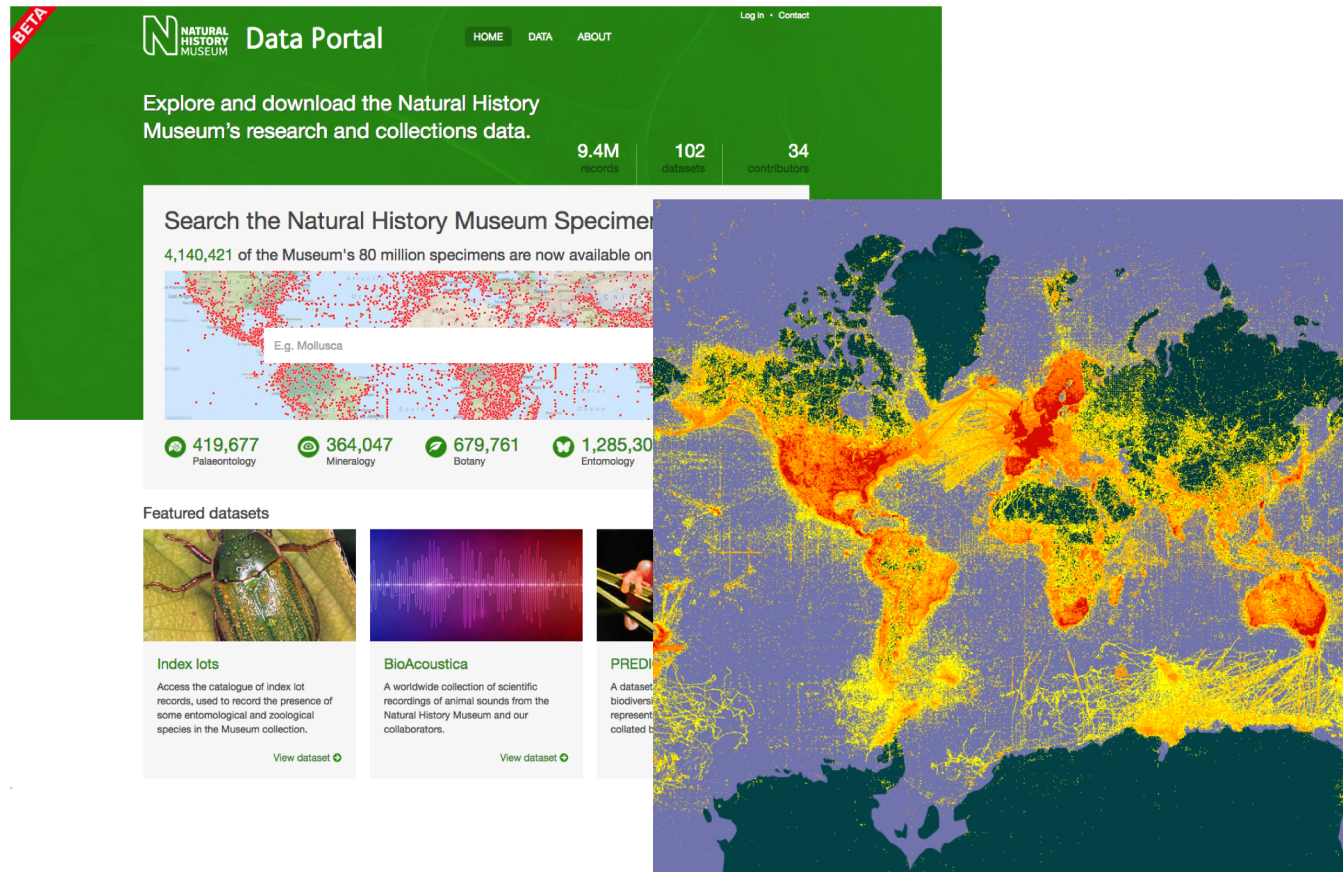 BETA
Log in • Contact
NATURAL
HISTORY
MUSEUM
Data Portal
HOME DATA ABOUT
Explore and download the Natural History
Museum's research and collections data.
9.4M 102 34
records datasets contributors
Search the Natural History Museum
4,140,421 of the Museum's 80 million specimens are now available on
E.g. Mollusca
419,677 364,047 679,761
Palaeontology Mineralogy Botany Entomology
Featured datasets
Index lots
Access the catalogue of index lot
records, used to record the presence of
some entomological and zoological
species in the Museum collection.
View dataset
BioAcoustica
A worldwide collection of scientific
recordings of animal sounds from the
Natural History Museum and our
collaborators.
View dataset
A dataset
collated